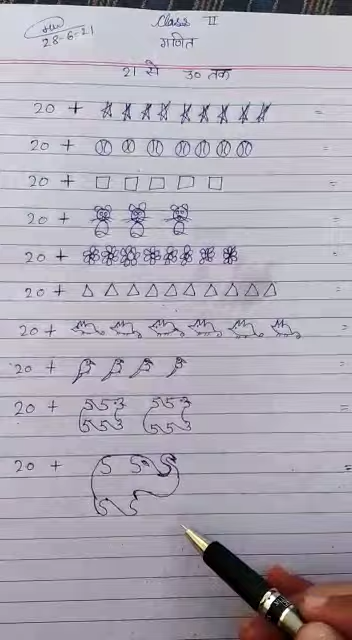 Class II
28-6-21
गणित
21 से 30 तक
20 + =
20 + =
20 + =
20 +
20 + =
20 + =
20 + =
20 + =
20 + =
20 + =